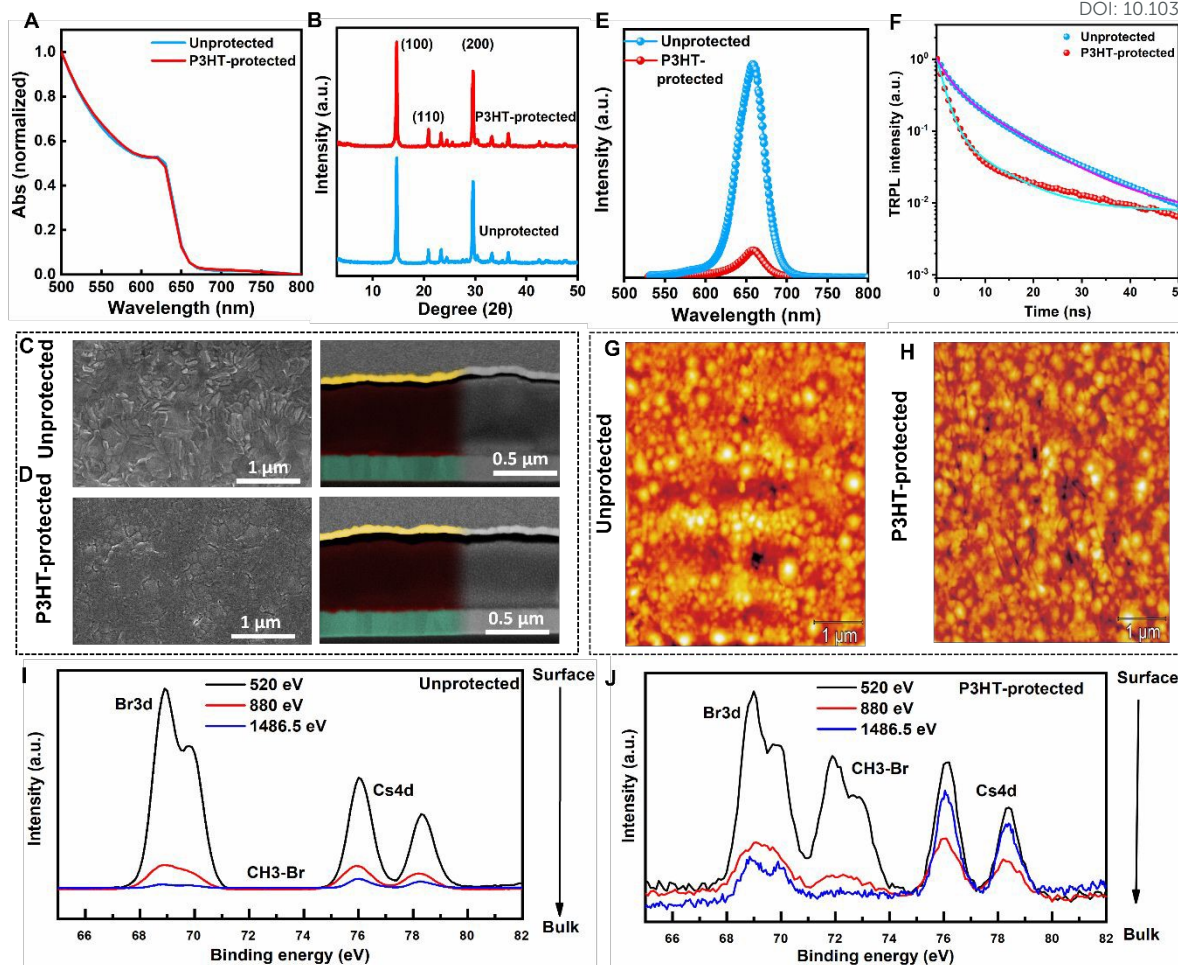 DOI: 10.103
A
Unprotected
P3HT-protected
Abs (normalized)
1.0
0.8
0.6
0.4
0.2
0.0
500 550 600 650 700 750 800
Wavelength (nm)
B
(100)
(200)
(110)
P3HT-protected
Unprotected
Intensity (a.u.)
10 20 30 40 50
Degree (2θ)
E
Unprotected
P3HT-
protected
Intensity (a.u.)
500 550 600 650 700 750 800
Wavelength (nm)
F
Unprotected
P3HT-protected
TRPL intensity (a.u.)
10⁰
10⁻¹
10⁻²
10⁻³
0 10 20 30 40 50
Time (ns)
C
Unprotected
1 µm
0.5 µm
D
P3HT-protected
1 µm
0.5 µm
G
Unprotected
1 µm
H
P3HT-protected
1 µm
I
Unprotected
520 eV
880 eV
1486.5 eV
Br3d
CH3-Br
Cs4d
Intensity (a.u.)
66 68 70 72 74 76 78 80 82
Binding energy (eV)
Surface
Bulk
J
P3HT-protected
520 eV
880 eV
1486.5 eV
Br3d
CH3-Br
Cs4d
Intensity (a.u.)
66 68 70 72 74 76 78 80 82
Binding energy (eV)
Surface
Bulk